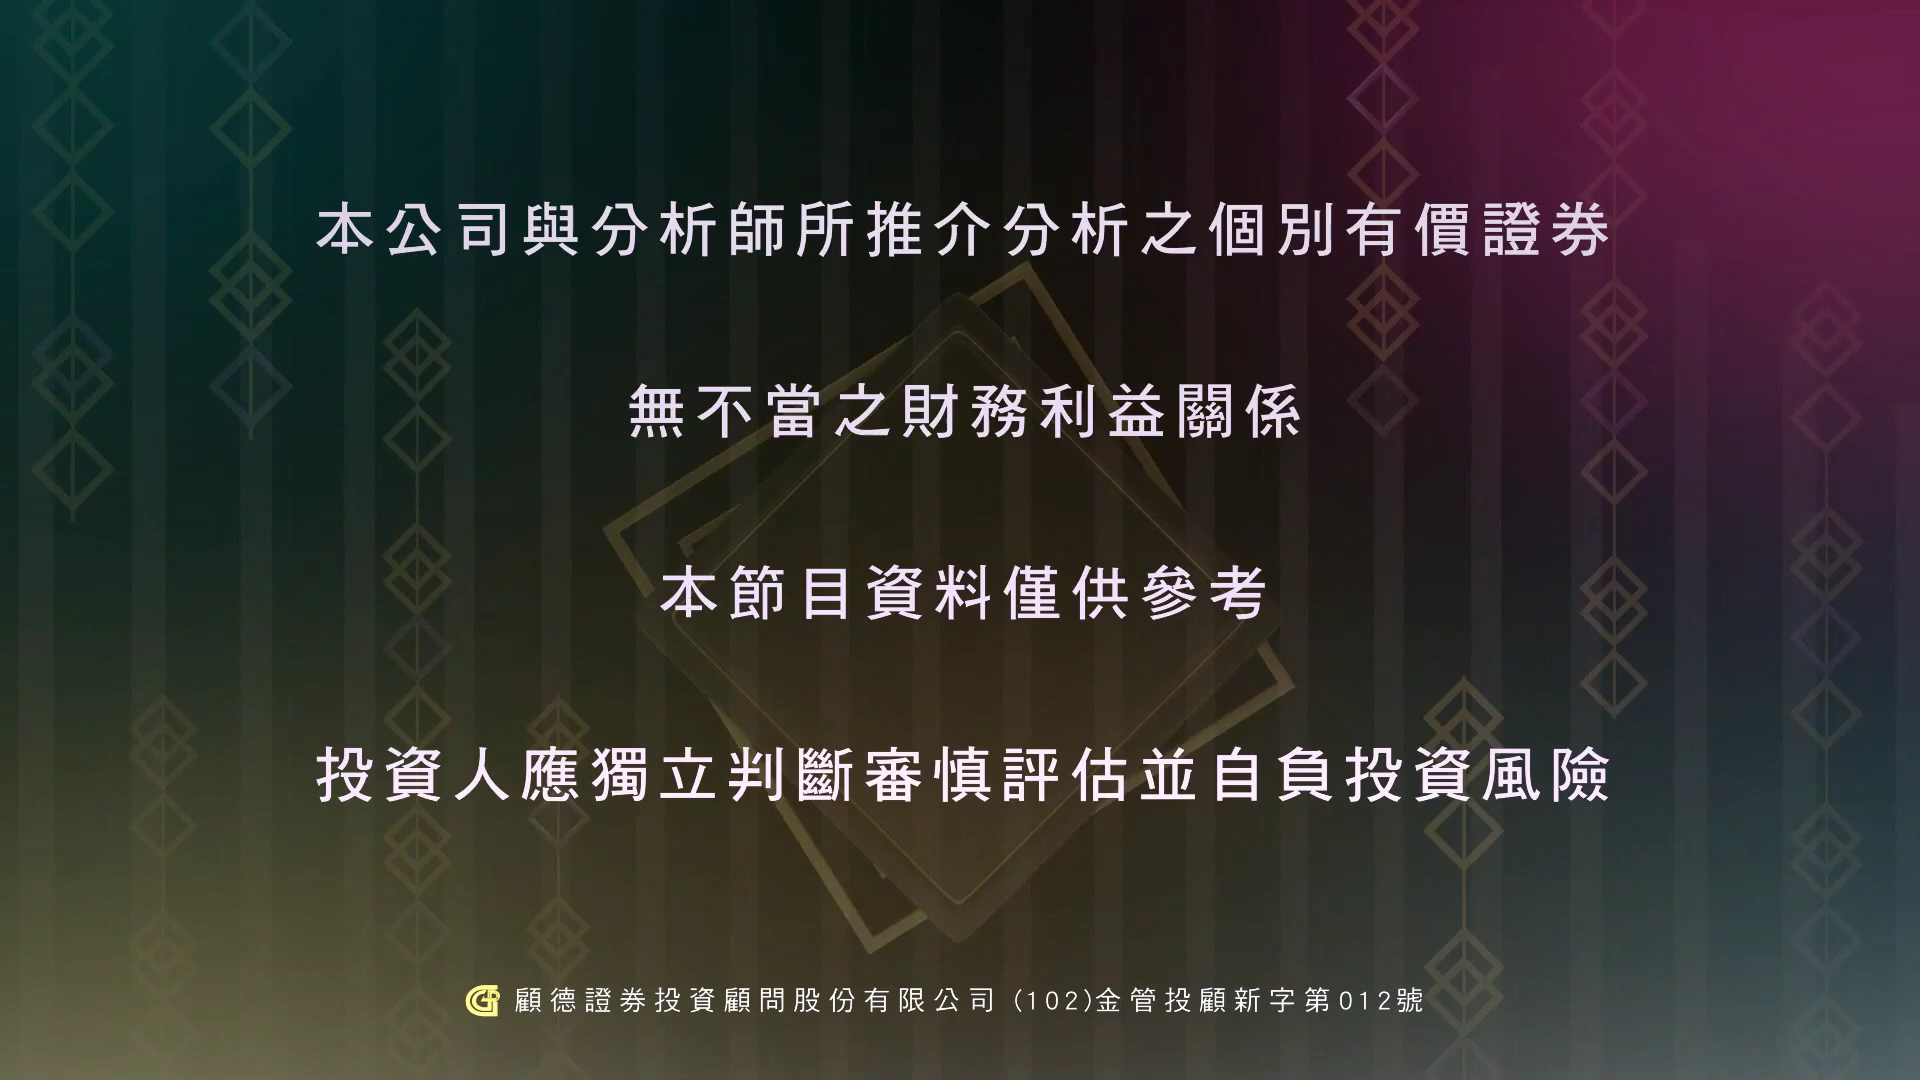 本公司與分析師所推介分析之個別有價證券
無不當之財務利益關係
本節目資料僅供參考
投資人應獨立判斷審慎評估並自負投資風險
顧德證券投資顧問股份有限公司 (102)金管投顧新字第012號